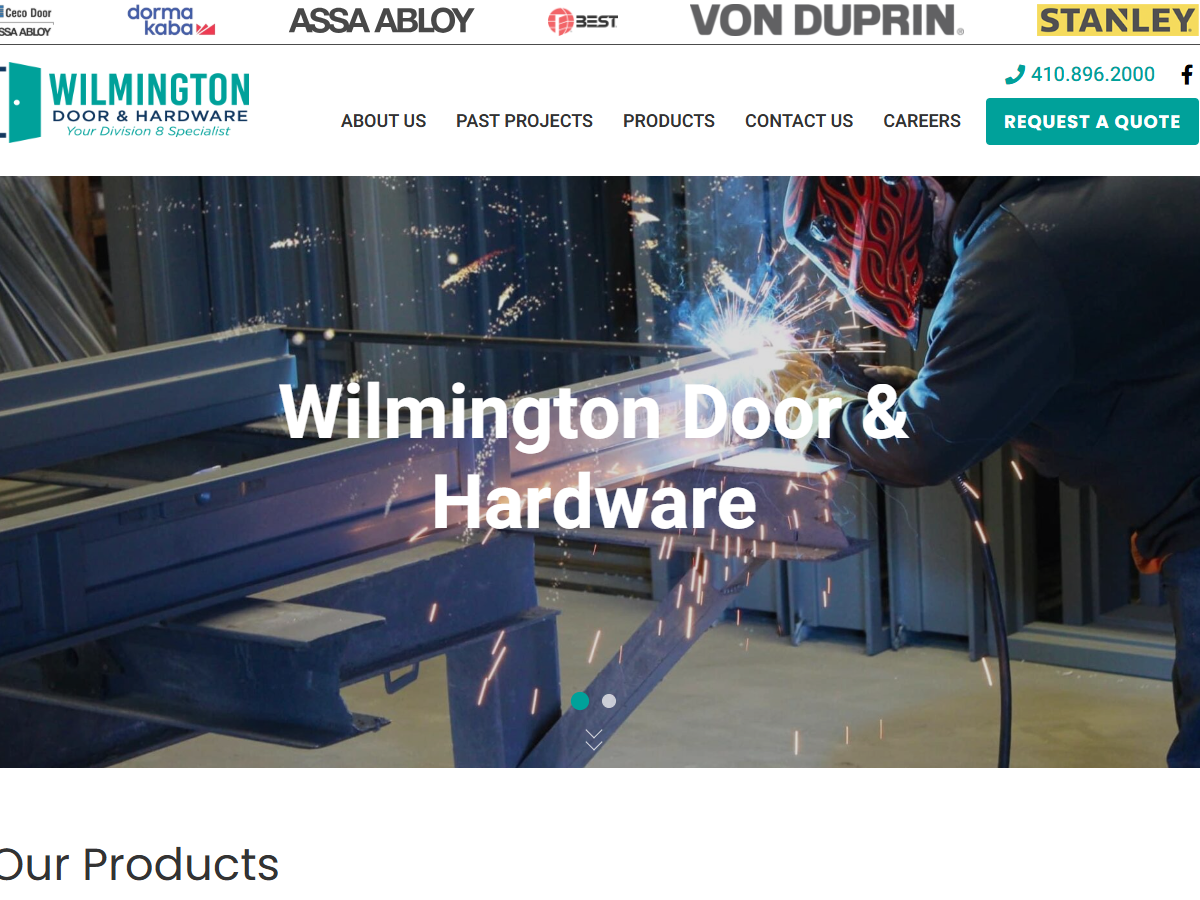 Ceco Door
ASSA ABLOY
dorma
kaba
ASSA ABLOY
BEST
VON DUPRIN®
STANLEY
WILMINGTON
DOOR & HARDWARE
Your Division 8 Specialist
410.896.2000
ABOUT US
PAST PROJECTS
PRODUCTS
CONTACT US
CAREERS
REQUEST A QUOTE
Wilmington Door &
Hardware
Our Products